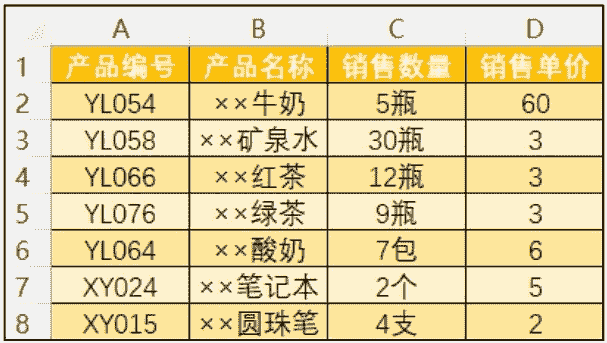 A B C D
1 产品编号 产品名称 销售数量 销售单价
2 YL054 ××牛奶 5瓶 60
3 YL058 ××矿泉水 30瓶 3
4 YL066 ××红茶 12瓶 3
5 YL076 ××绿茶 9瓶 3
6 YL064 ××酸奶 7包 6
7 XY024 ××笔记本 2个 5
8 XY015 ××圆珠笔 4支 2